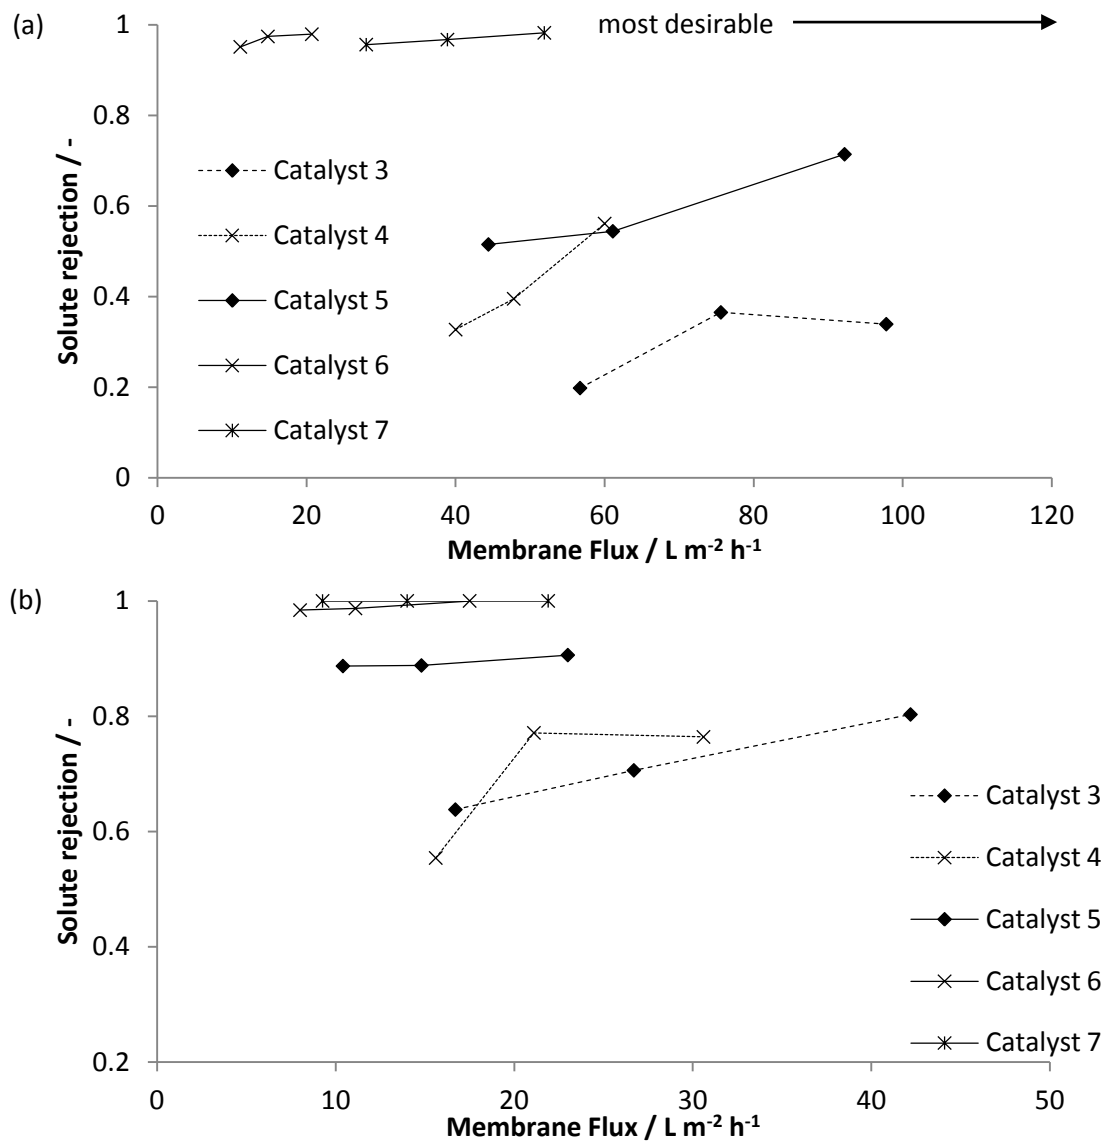 (a)
most desirable
1
0.8
0.6
0.4
0.2
0
Solute rejection / -
Catalyst 3
Catalyst 4
Catalyst 5
Catalyst 6
Catalyst 7
0 20 40 60 80 100 120
Membrane Flux / L m⁻² h⁻¹
(b)
1
0.8
0.6
0.4
0.2
Solute rejection / -
Catalyst 3
Catalyst 4
Catalyst 5
Catalyst 6
Catalyst 7
0 10 20 30 40 50
Membrane Flux / L m⁻² h⁻¹